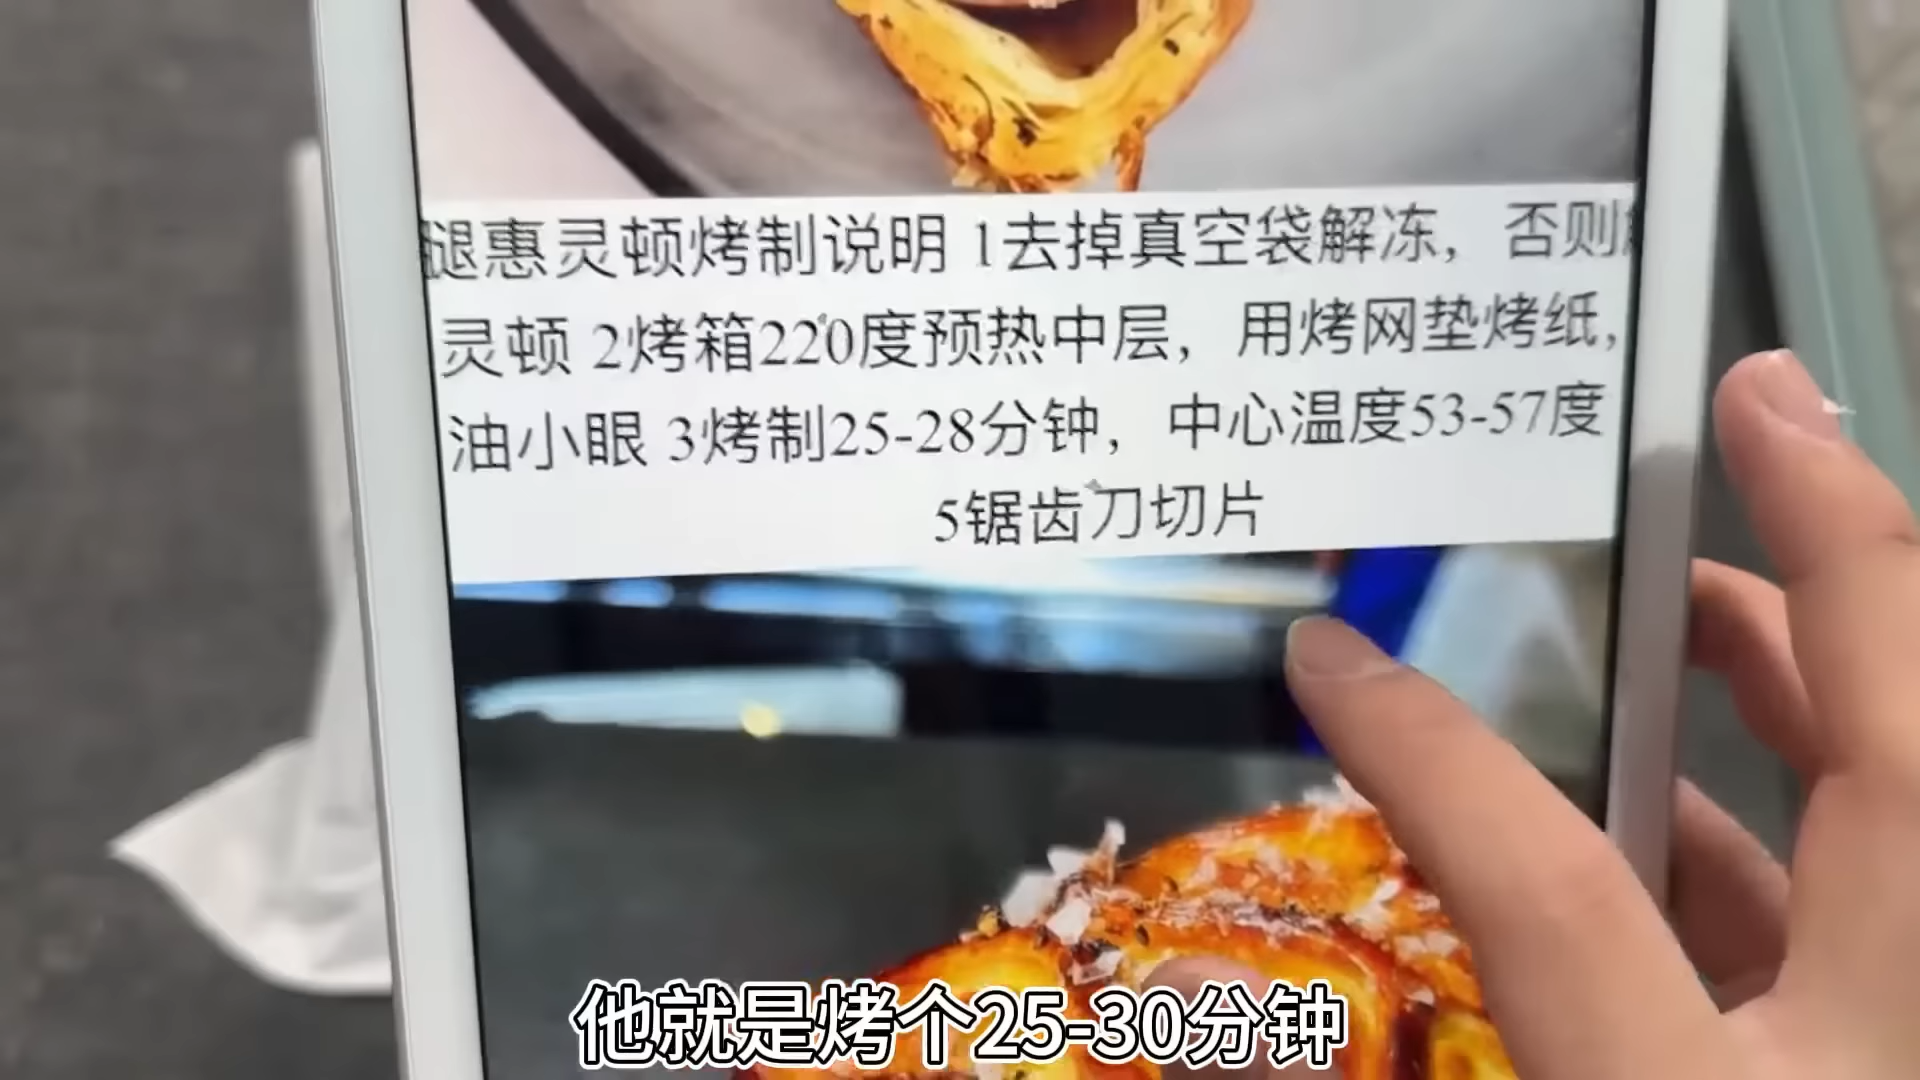 腿惠灵顿烤制说明 1去掉真空袋解冻，否则
灵顿 2烤箱220度预热中层，用烤网垫烤纸，
油小眼 3烤制25-28分钟，中心温度53-57度
5锯齿刀切片
他就是烤个25-30分钟